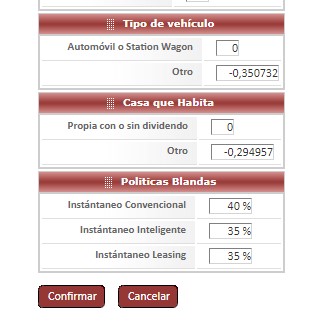 Tipo de vehículo
Automóvil o Station Wagon 0
Otro -0,350732
Casa que Habita
Propia con o sin dividendo 0
Otro -0,294957
Politicas Blandas
Instántaneo Convencional 40 %
Instántaneo Inteligente 35 %
Instántaneo Leasing 35 %
Confirmar Cancelar